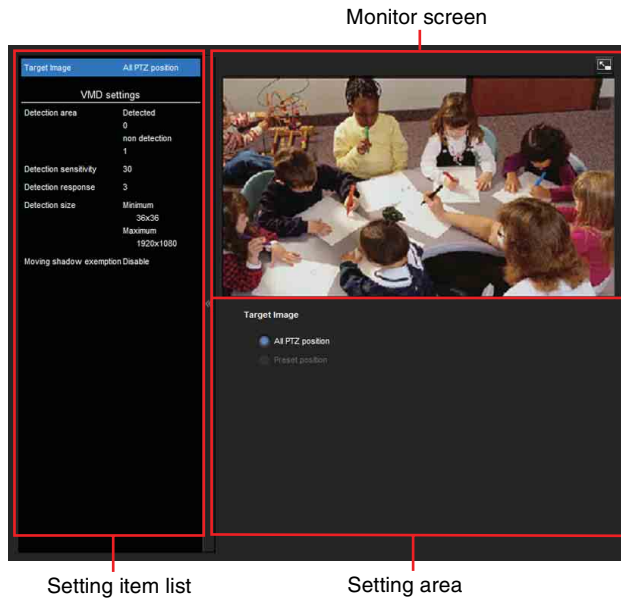 Monitor screen
Target Image All PTZ position
VMD settings
Detection area Detected
0
non detection
1
Detection sensitivity 30
Detection response 3
Detection size Minimum
36x36
Maximum
1920x1080
Moving shadow exemption Disable
Target Image
All PTZ position
Preset position
Setting item list
Setting area